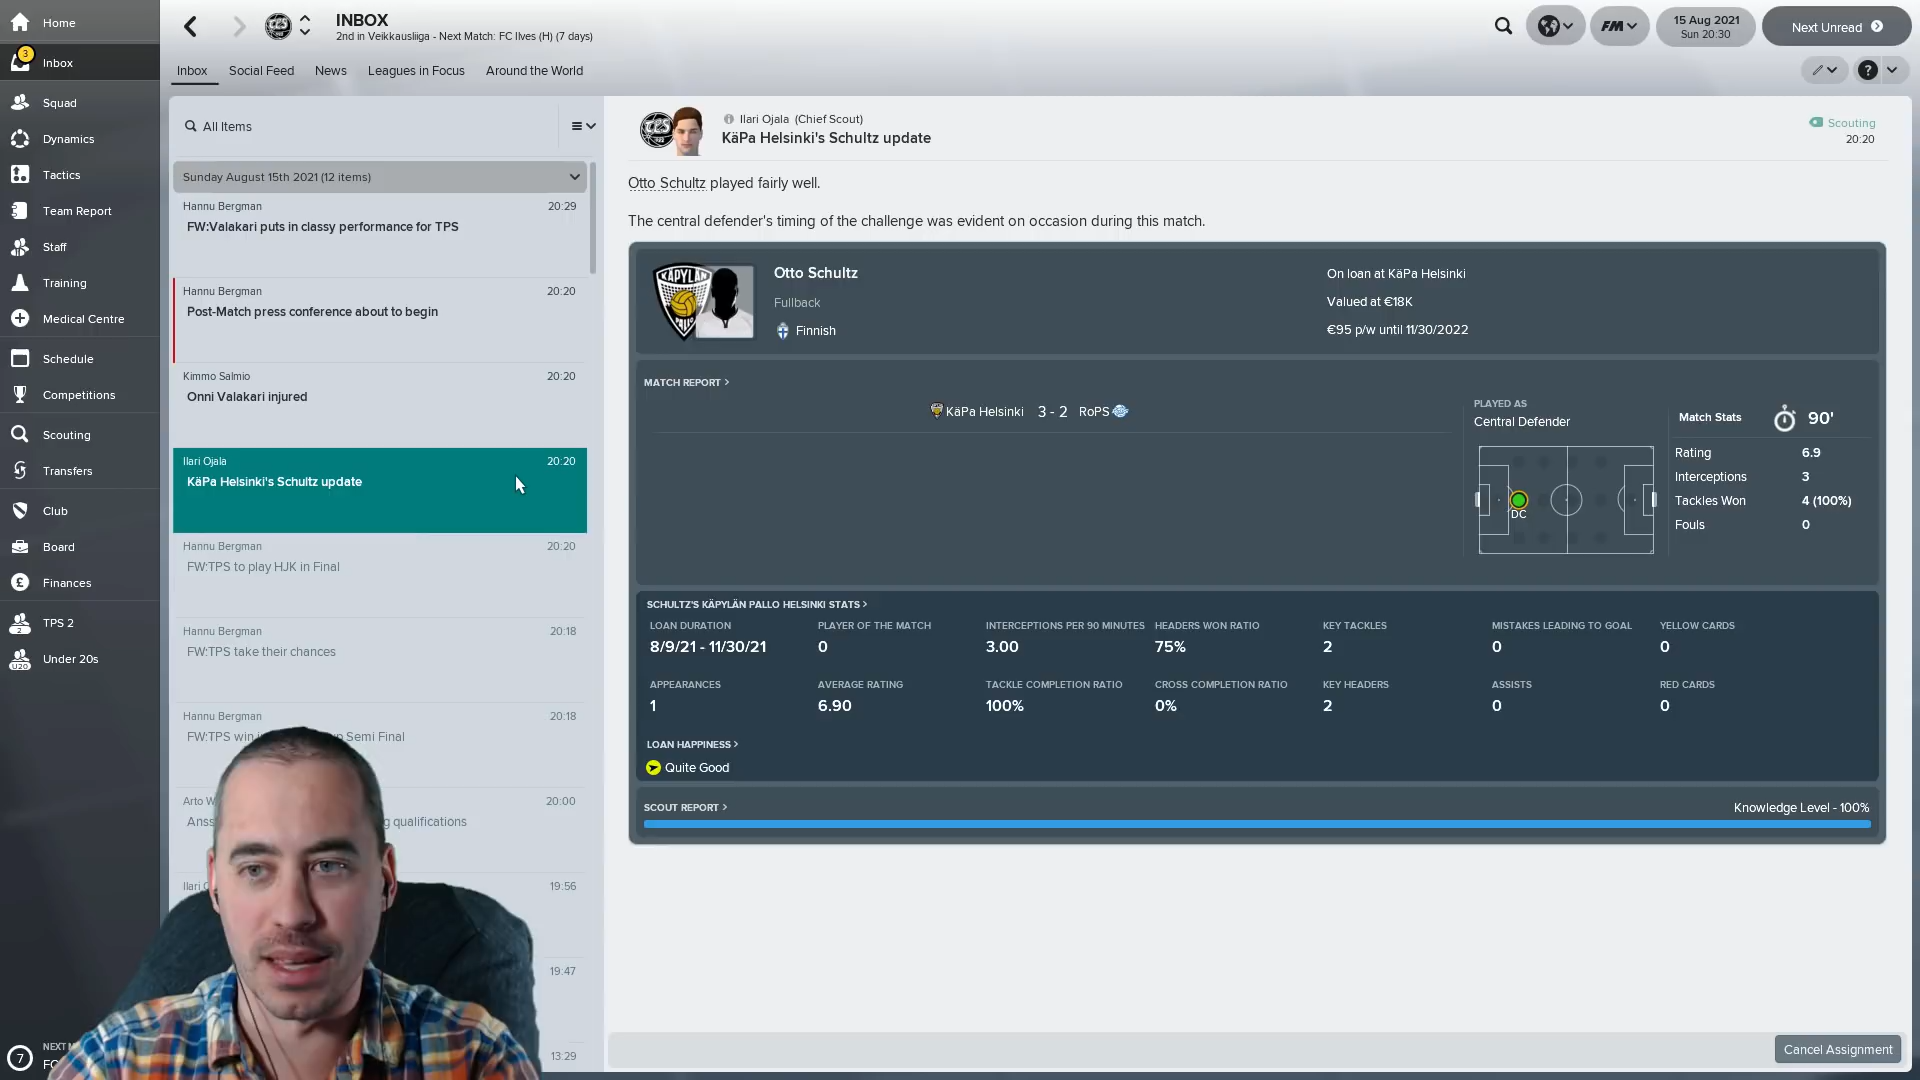 Home
Inbox
3
Squad
Dynamics
Tactics
Team Report
Staff
Training
Medical Centre
Schedule
Competitions
Scouting
Transfers
Club
Board
Finances
TPS 2
2
Under 20s
U20
7
INBOX
2nd in Veikkausliiga - Next Match: FC Ilves (H) (7 days)
FM
15 Aug 2021
Sun 20:30
Next Unread
Inbox Social Feed News Leagues in Focus Around the World
?
All Items
Sunday August 15th 2021 (12 items)
Hannu Bergman 20:29
FW:Valakari puts in classy performance for TPS
Hannu Bergman 20:20
Post-Match press conference about to begin
Kimmo Salmio 20:20
Onni Valakari injured
Ilari Ojala 20:20
KäPa Helsinki's Schultz update
Hannu Bergman 20:20
FW:TPS to play HJK in Final
Hannu Bergman 20:18
FW:TPS take their chances
Hannu Bergman 20:18
FW:TPS win Semi Final
Arto 20:00
qualifications
19:56
19:47
13:29
TPS
Ilari Ojala (Chief Scout)
KäPa Helsinki's Schultz update
Scouting
20:20
Otto Schultz played fairly well.
The central defender's timing of the challenge was evident on occasion during this match.
KÄPYLÄN
PALLO
Otto Schultz
Fullback
Finnish
On loan at KäPa Helsinki
Valued at €18K
€95 p/w until 11/30/2022
MATCH REPORT >
KäPa Helsinki 3 - 2 RoPS
PLAYED AS
Central Defender
DC
Match Stats 90'
Rating 6.9
Interceptions 3
Tackles Won 4 (100%)
Fouls 0
SCHULTZ'S KÄPYLÄN PALLO HELSINKI STATS >
LOAN DURATION PLAYER OF THE MATCH INTERCEPTIONS PER 90 MINUTES HEADERS WON RATIO KEY TACKLES MISTAKES LEADING TO GOAL YELLOW CARDS
8/9/21 - 11/30/21 0 3.00 75% 2 0 0
APPEARANCES AVERAGE RATING TACKLE COMPLETION RATIO CROSS COMPLETION RATIO KEY HEADERS ASSISTS RED CARDS
1 6.90 100% 0% 2 0 0
LOAN HAPPINESS >
Quite Good
SCOUT REPORT >
Knowledge Level - 100%
Cancel Assignment